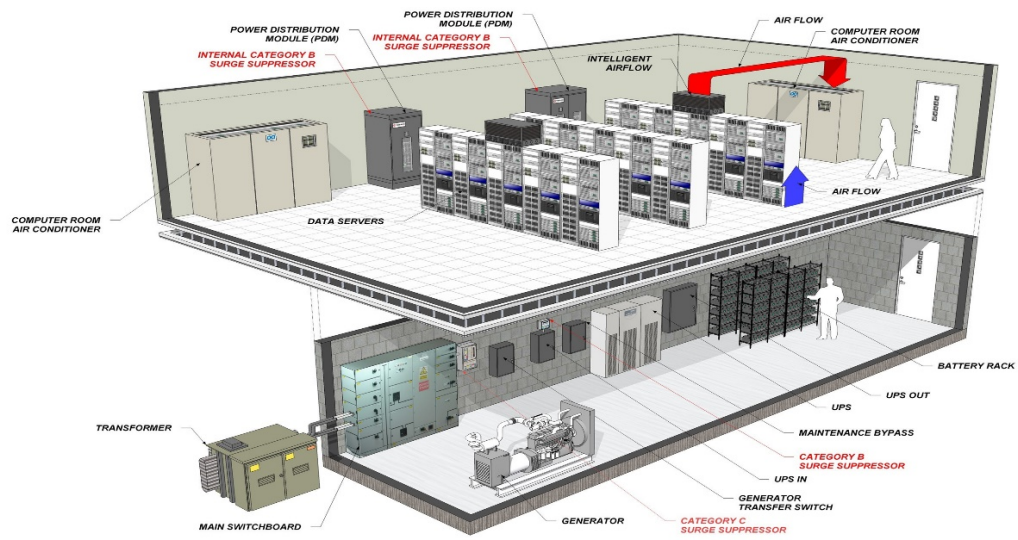 POWER DISTRIBUTION
MODULE (PDM)
INTERNAL CATEGORY B
SURGE SUPPRESSOR
POWER DISTRIBUTION
MODULE (PDM)
INTERNAL CATEGORY B
SURGE SUPPRESSOR
INTELLIGENT
AIRFLOW
AIR FLOW
COMPUTER ROOM
AIR CONDITIONER
COMPUTER ROOM
AIR CONDITIONER
DATA SERVERS
AIR FLOW
TRANSFORMER
MAIN SWITCHBOARD
GENERATOR
CATEGORY C
SURGE SUPPRESSOR
GENERATOR
TRANSFER SWITCH
UPS IN
CATEGORY B
SURGE SUPPRESSOR
MAINTENANCE BYPASS
UPS
UPS OUT
BATTERY RACK